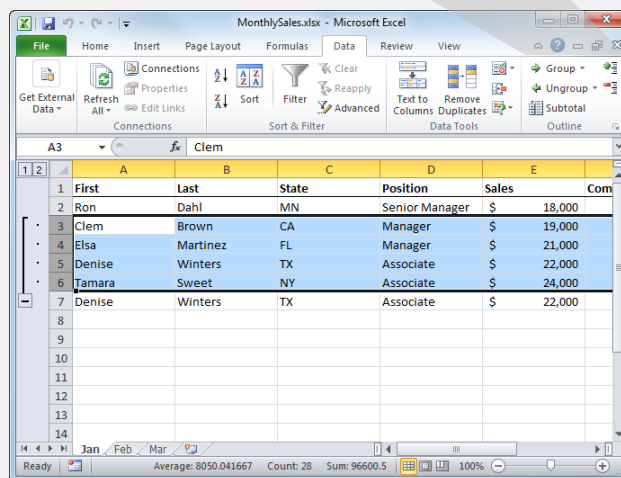 MonthlySales.xlsx - Microsoft Excel
File Home Insert Page Layout Formulas Data Review View
Get External Data
Refresh All
Connections
Properties
Edit Links
Connections
A Z
Z A
Sort
Filter
Clear
Reapply
Advanced
Sort & Filter
Text to Columns
Remove Duplicates
Data Tools
Group
Ungroup
Subtotal
Outline
A3 fx Clem
1 2 A B C D E
1 First Last State Position Sales Com
2 Ron Dahl MN Senior Manager $ 18,000
3 Clem Brown CA Manager $ 19,000
4 Elsa Martinez FL Manager $ 21,000
5 Denise Winters TX Associate $ 22,000
6 Tamara Sweet NY Associate $ 24,000
7 Denise Winters TX Associate $ 22,000
8
9
10
11
12
13
14
Jan Feb Mar
Ready Average: 8050.041667 Count: 28 Sum: 96600.5 100%